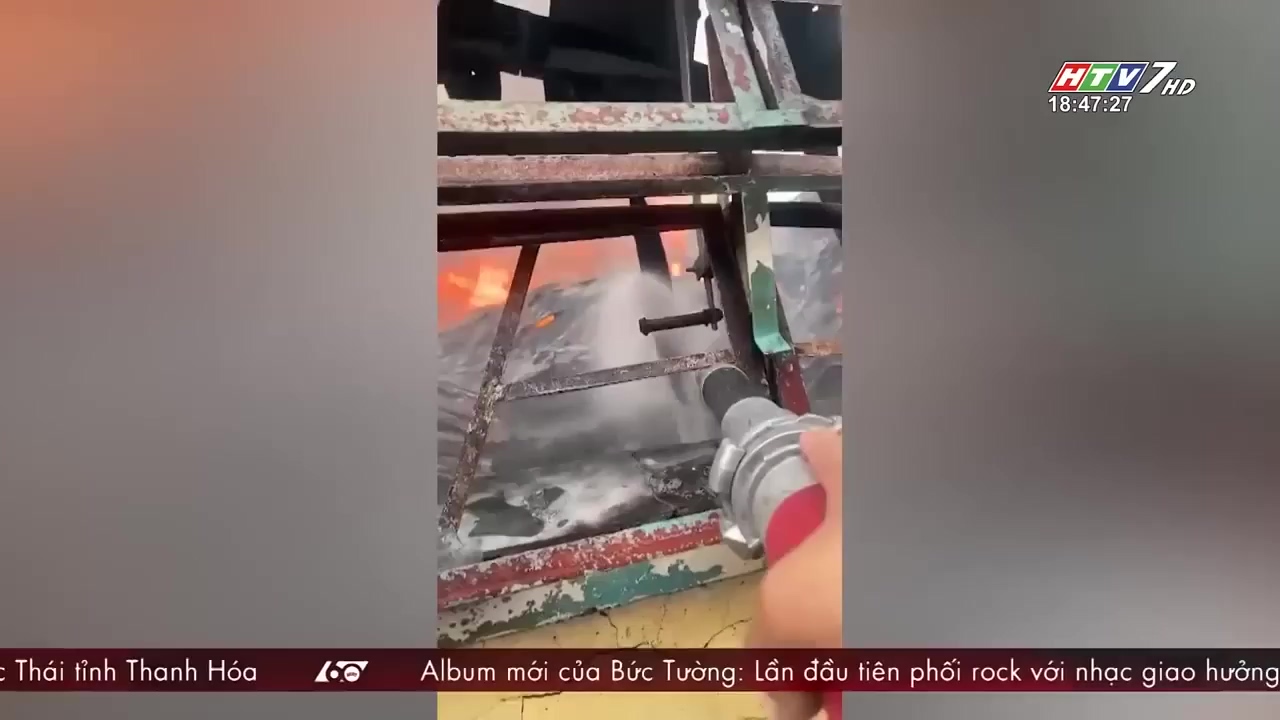 HTV7 HD
18:47:27
c Thái tỉnh Thanh Hóa 60 Album mới của Bức Tường: Lần đầu tiên phối rock với nhạc giao hưởng